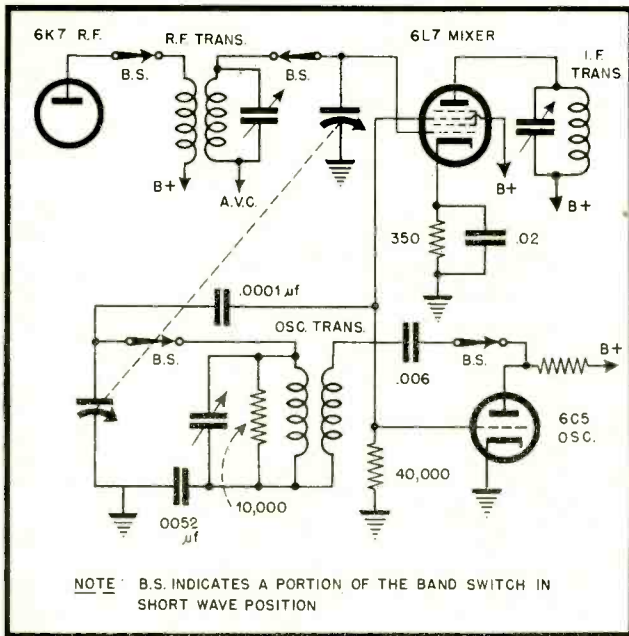 6K7 R.F.
R.F. TRANS.
6L7 MIXER
I.F.
TRANS
B.S.
B.S.
B+
A.V.C.
B+
B+
350
.02
.0001 µf
OSC. TRANS.
B.S.
B.S.
B+
.006
6C5
OSC.
40,000
10,000
.0052
µf
NOTE: B.S. INDICATES A PORTION OF THE BAND SWITCH IN
SHORT WAVE POSITION